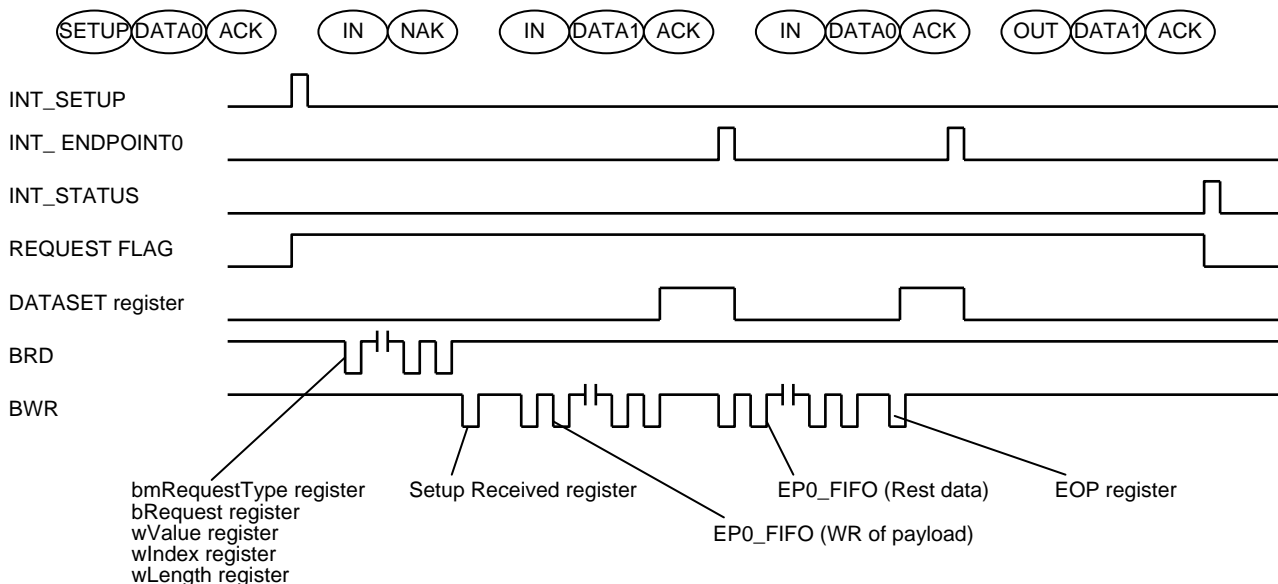 SETUP DATA0 ACK IN NAK IN DATA1 ACK IN DATA0 ACK OUT DATA1 ACK
INT_SETUP
INT_ ENDPOINT0
INT_STATUS
REQUEST FLAG
DATASET register
BRD
BWR
bmRequestType register
bRequest register
wValue register
wIndex register
wLength register
Setup Received register
EP0_FIFO (WR of payload)
EP0_FIFO (Rest data)
EOP register